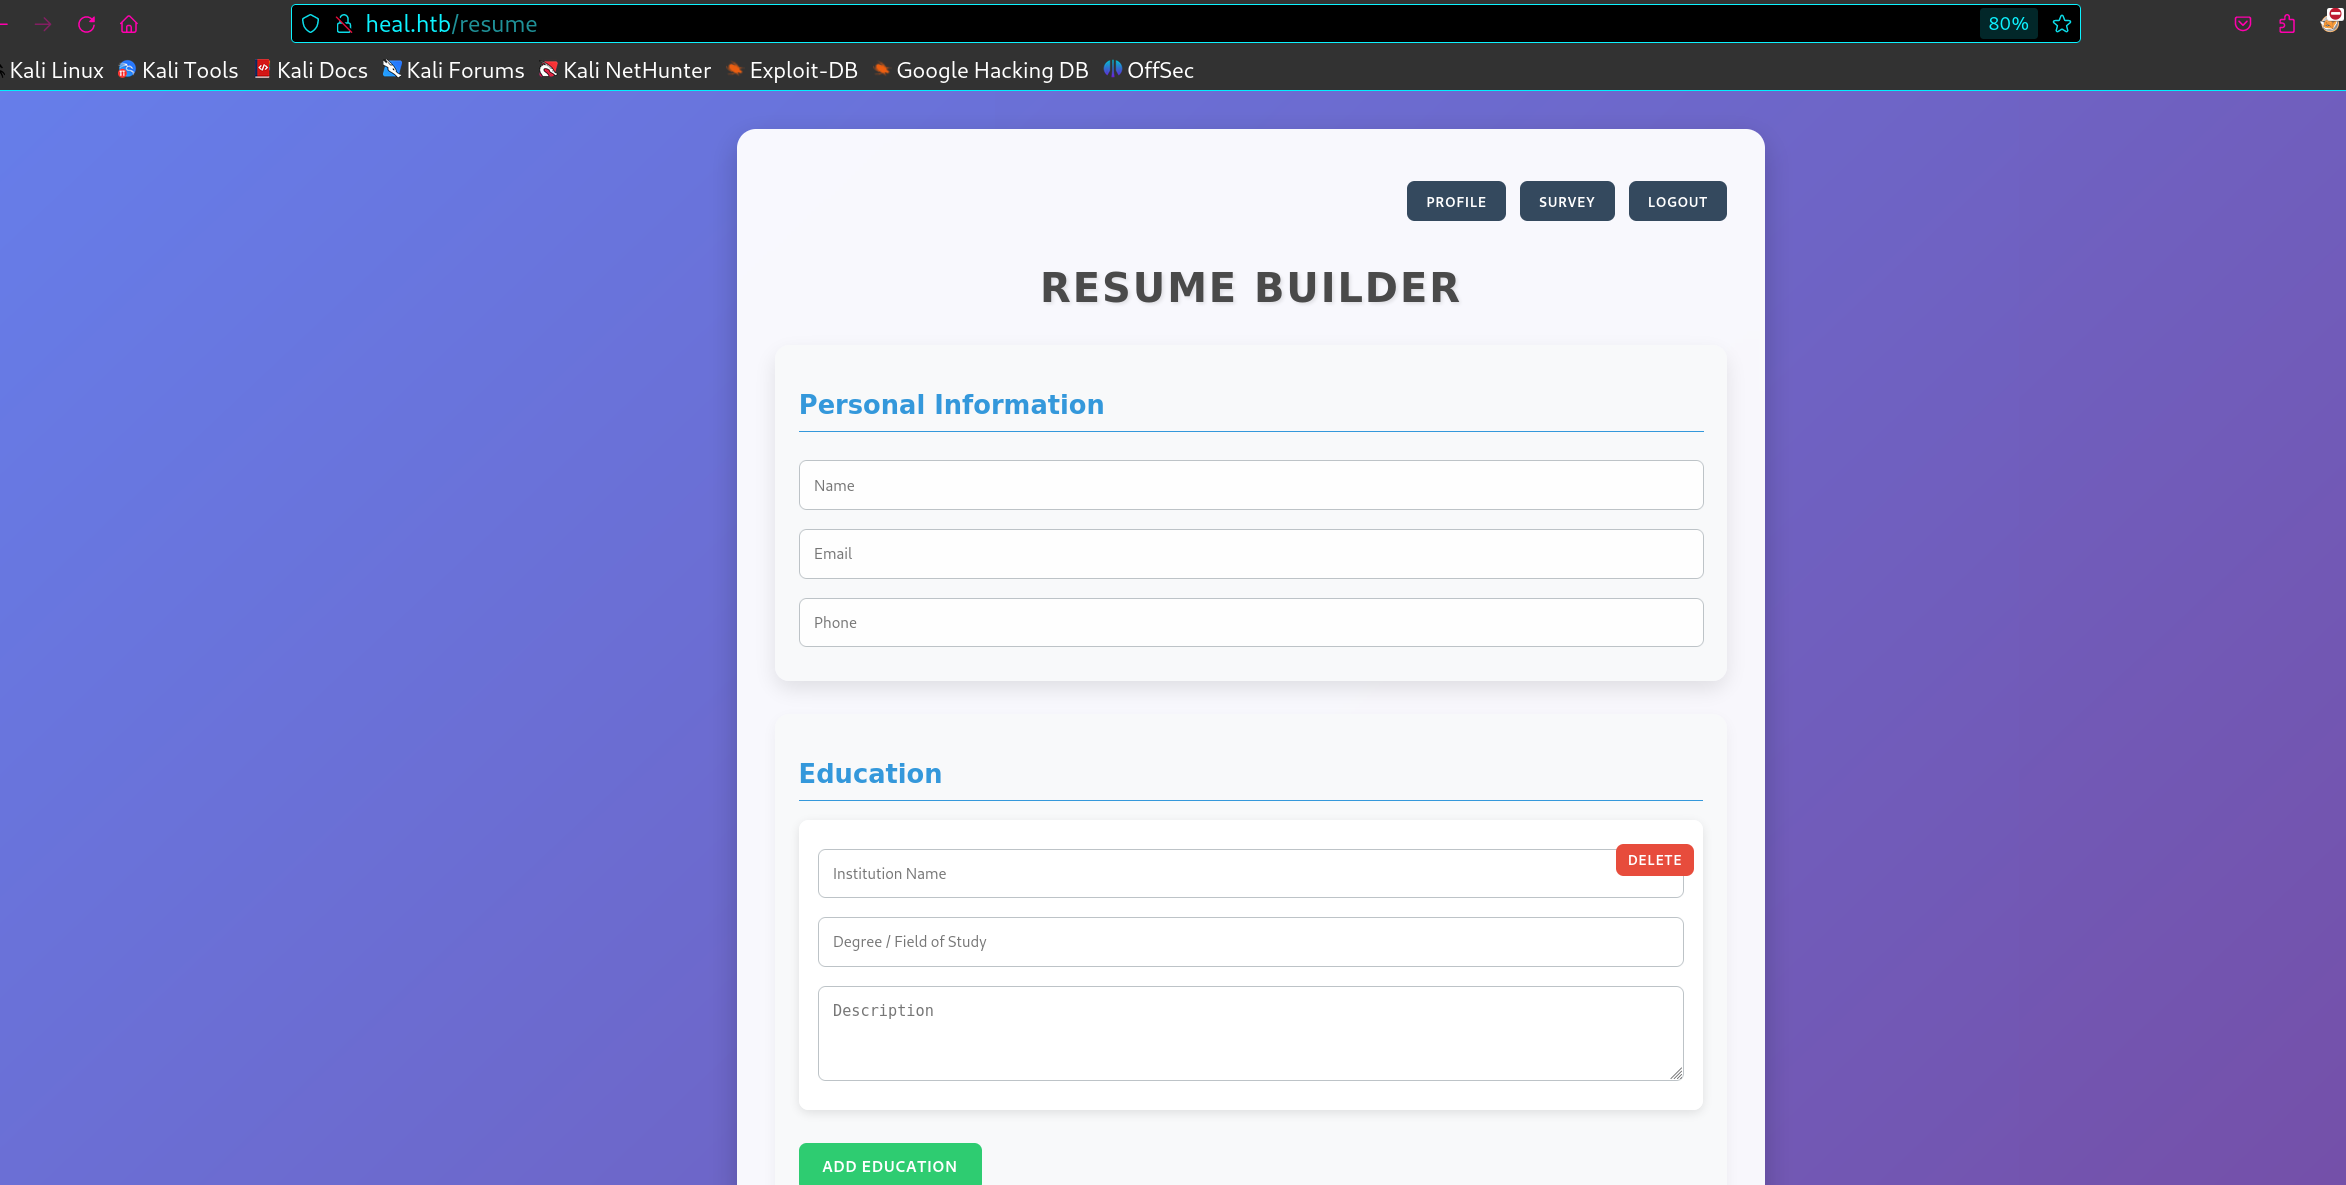 heal.htb/resume
80%
Kali Linux Kali Tools Kali Docs Kali Forums Kali NetHunter Exploit-DB Google Hacking DB OffSec
PROFILE SURVEY LOGOUT
RESUME BUILDER
Personal Information
Name
Email
Phone
Education
DELETE
Institution Name
Degree / Field of Study
Description
ADD EDUCATION